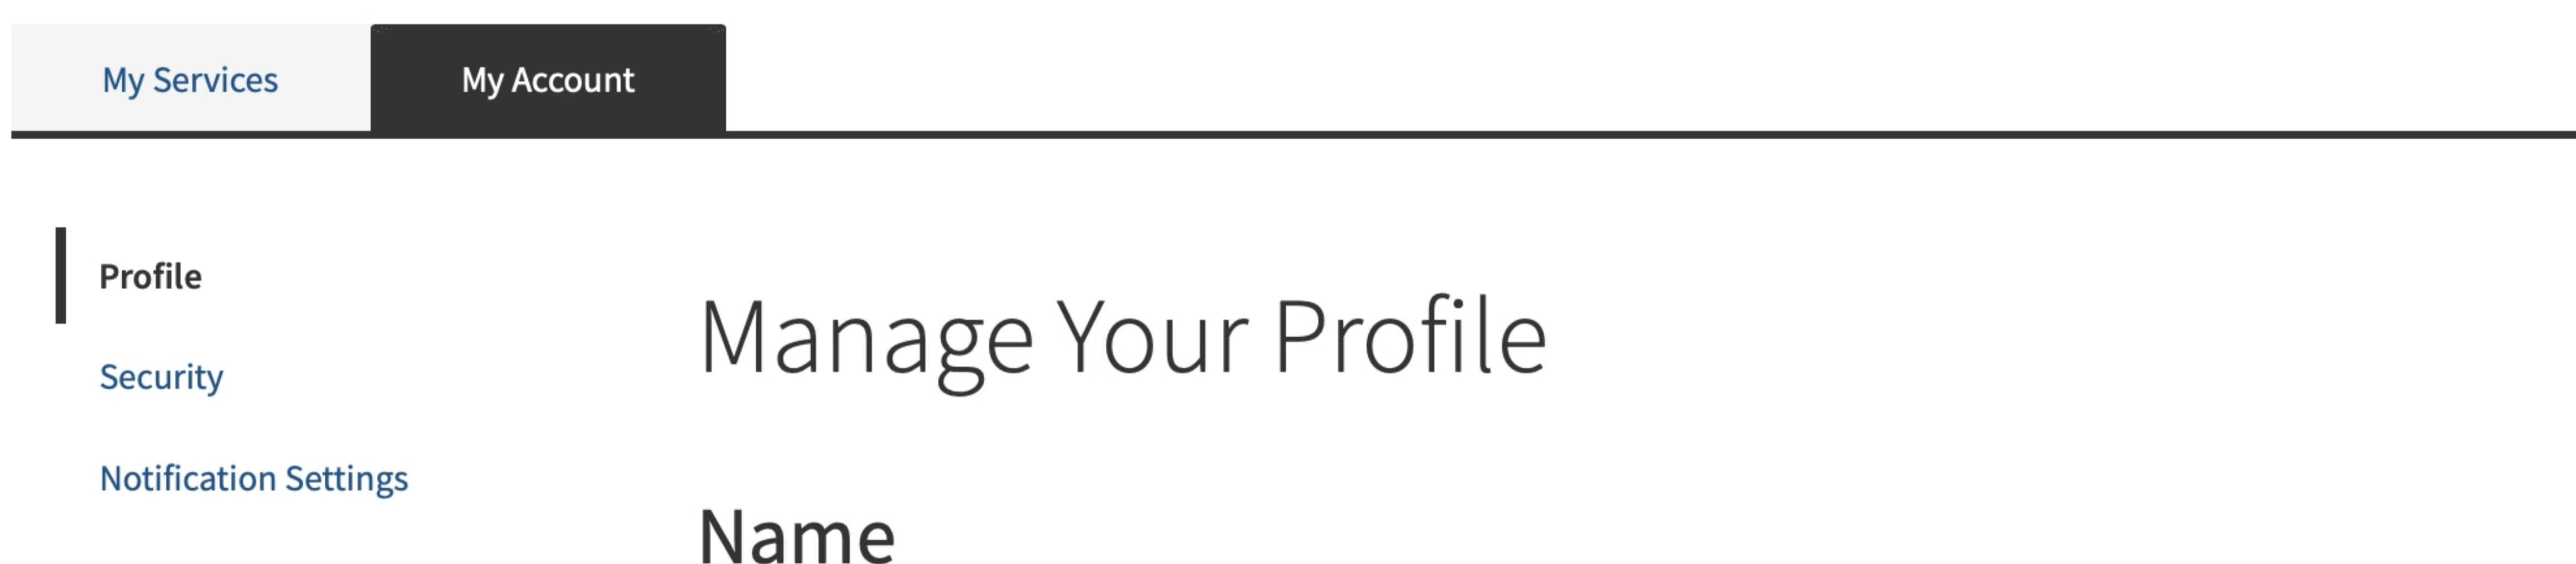 My Services
My Account
Profile
Security
Notification Settings
Manage Your Profile
Name